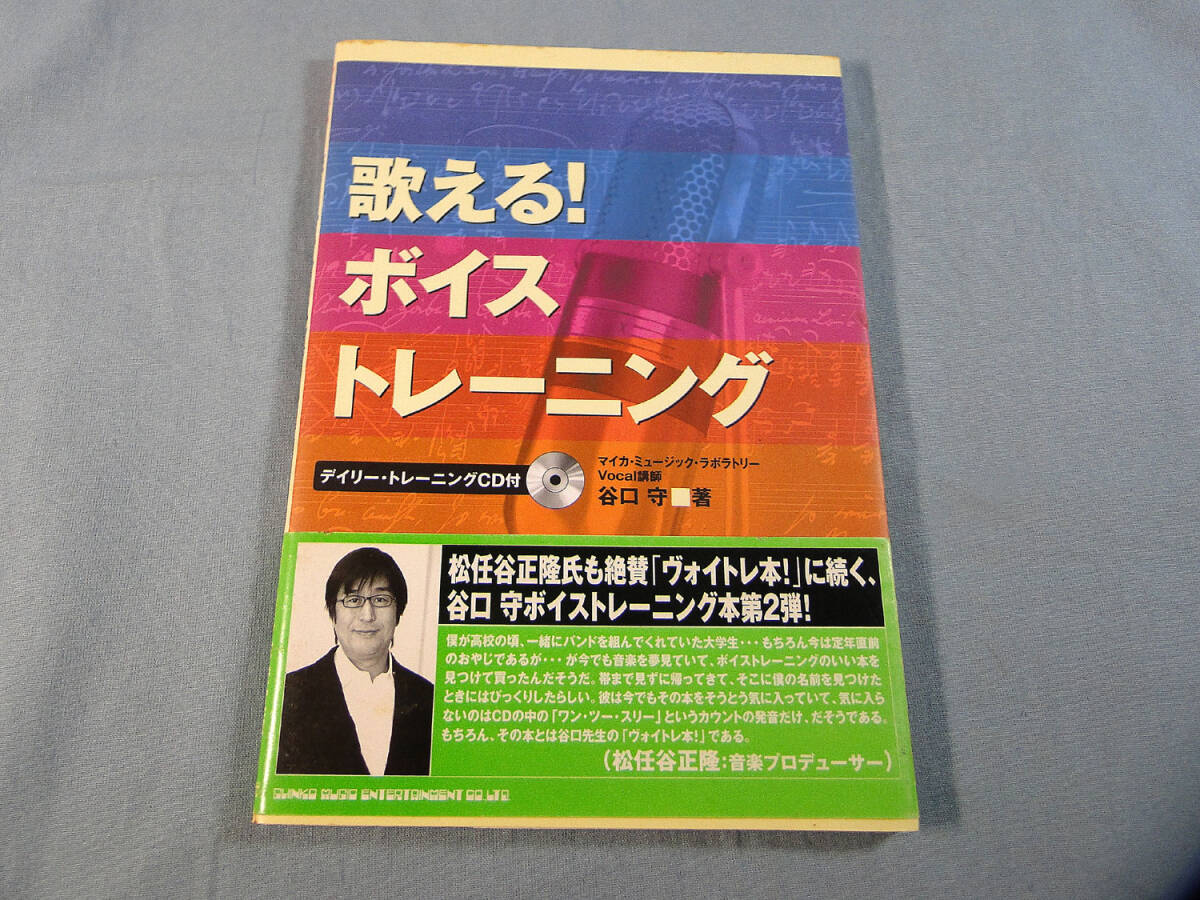 歌える!
ボイス
トレーニング
デイリー・トレーニングCD付
マイカ・ミュージック・ラボラトリー
Vocal講師
谷口 守■著
松任谷正隆氏も絶賛「ヴォイトレ本!」に続く、
谷口 守ボイストレーニング本第2弾!
僕が高校の頃、一緒にバンドを組んでくれていた大学生･･･もちろん今は定年直前
のおやじであるが･･･が今でも音楽を夢見ていて、ボイストレーニングのいい本を
見つけて買ったんだそうだ。帯まで見ずに帰ってきて、そこに僕の名前を見つけた
ときにはびっくりしたらしい。彼は今でもその本をそうとう気に入っていて、気に入ら
ないのはCDの中の「ワン・ツー・スリー」というカウントの発音だけ、だそうである。
もちろん、その本とは谷口先生の「ヴォイトレ本!」である。
(松任谷正隆:音楽プロデューサー)
SHINKO MUSIC ENTERTAINMENT CO.,LTD.